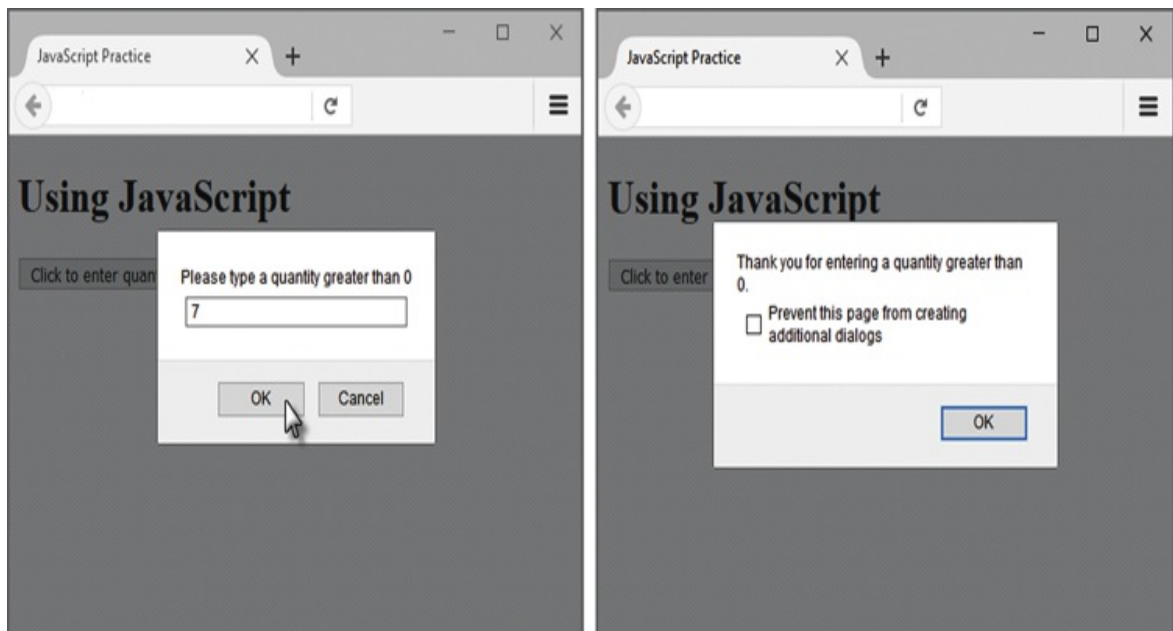 JavaScript Practice
Using JavaScript
Click to enter quan
Please type a quantity greater than 0
7
OK
Cancel
JavaScript Practice
Using JavaScript
Click to enter
Thank you for entering a quantity greater than
0.
Prevent this page from creating
additional dialogs
OK